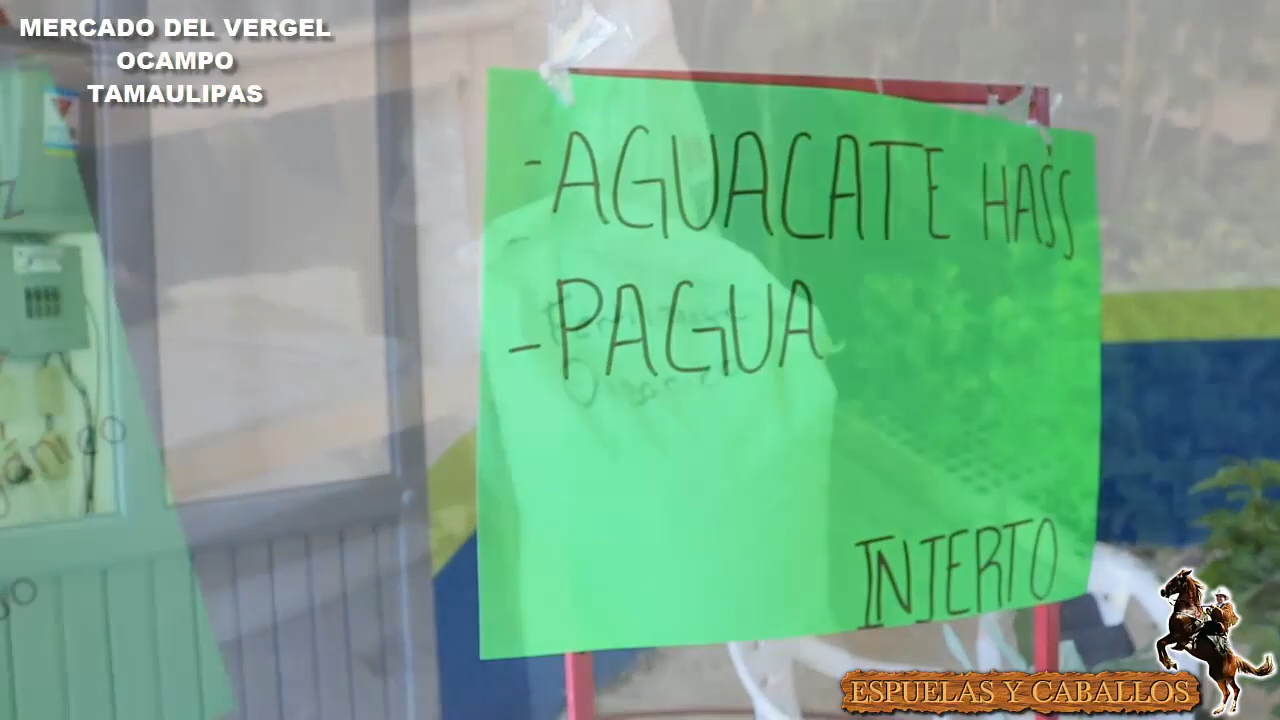 MERCADO DEL VERGEL
OCAMPO
TAMAULIPAS
-AGUACATE HASS
-PAGUA
INJERTO
ESPUELAS Y CABALLOS